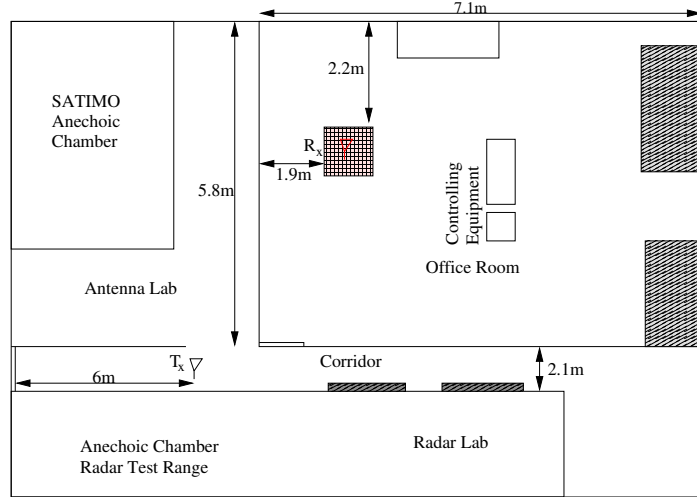 7.1m
2.2m
SATIMO
Anechoic
Chamber
Rx
1.9m
5.8m
Controlling
Equipment
Office Room
Antenna Lab
Tx
6m
Corridor
2.1m
Anechoic Chamber
Radar Test Range
Radar Lab